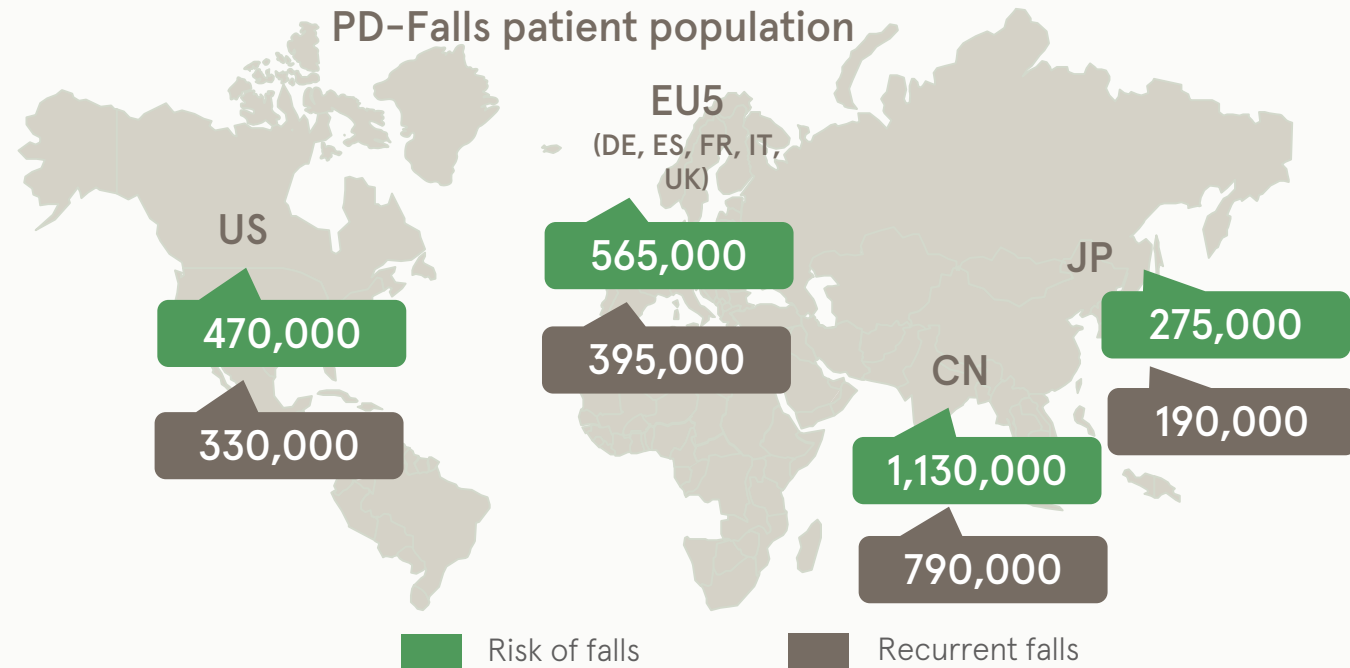 PD-Falls patient population
EU5
(DE, ES, FR, IT,
UK)
US
JP
565,000
470,000
275,000
395,000
CN
330,000
190,000
1,130,000
790,000
Risk of falls
Recurrent falls